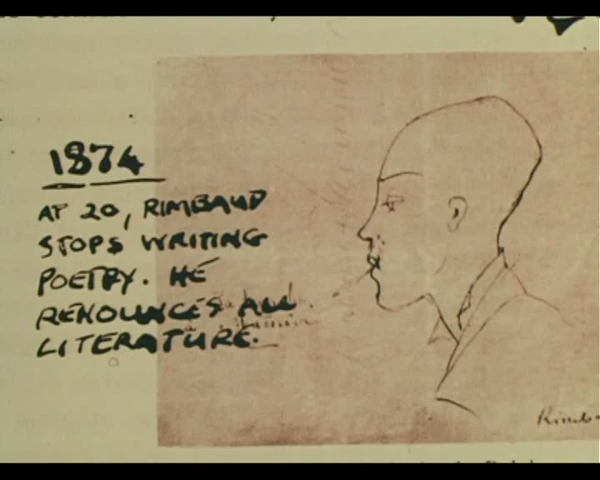 1874
AT 20, RIMBAUD
STOPS WRITING
POETRY. HE
RENOUNCES ALL
LITERATURE.